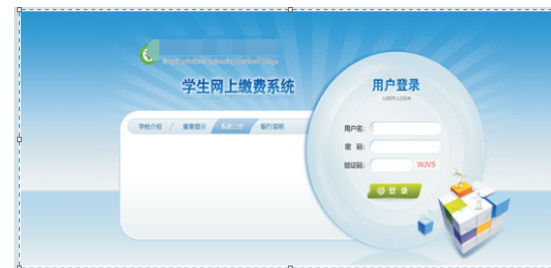 学生网上缴费系统
学校介绍 / 重要提示 系统公告 银行说明
用户登录
USER LOGIN
用户名:
密 码:
验证码: WJVS
登 录